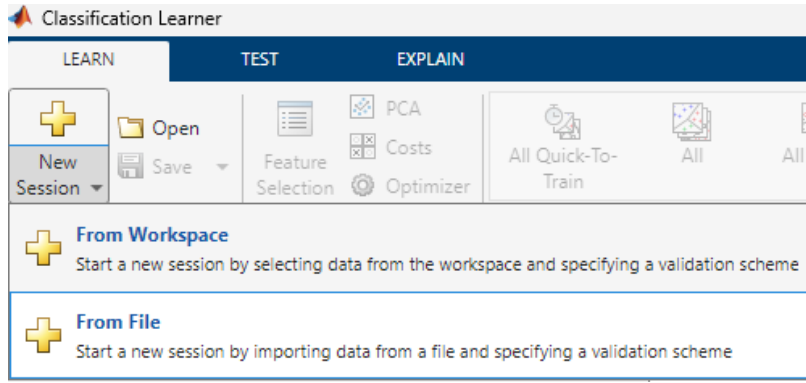 Classification Learner
LEARN
TEST
EXPLAIN
New
Session
Open
Save
Feature
Selection
PCA
Costs
Optimizer
All Quick-To-
Train
All
All
From Workspace
Start a new session by selecting data from the workspace and specifying a validation scheme
From File
Start a new session by importing data from a file and specifying a validation scheme